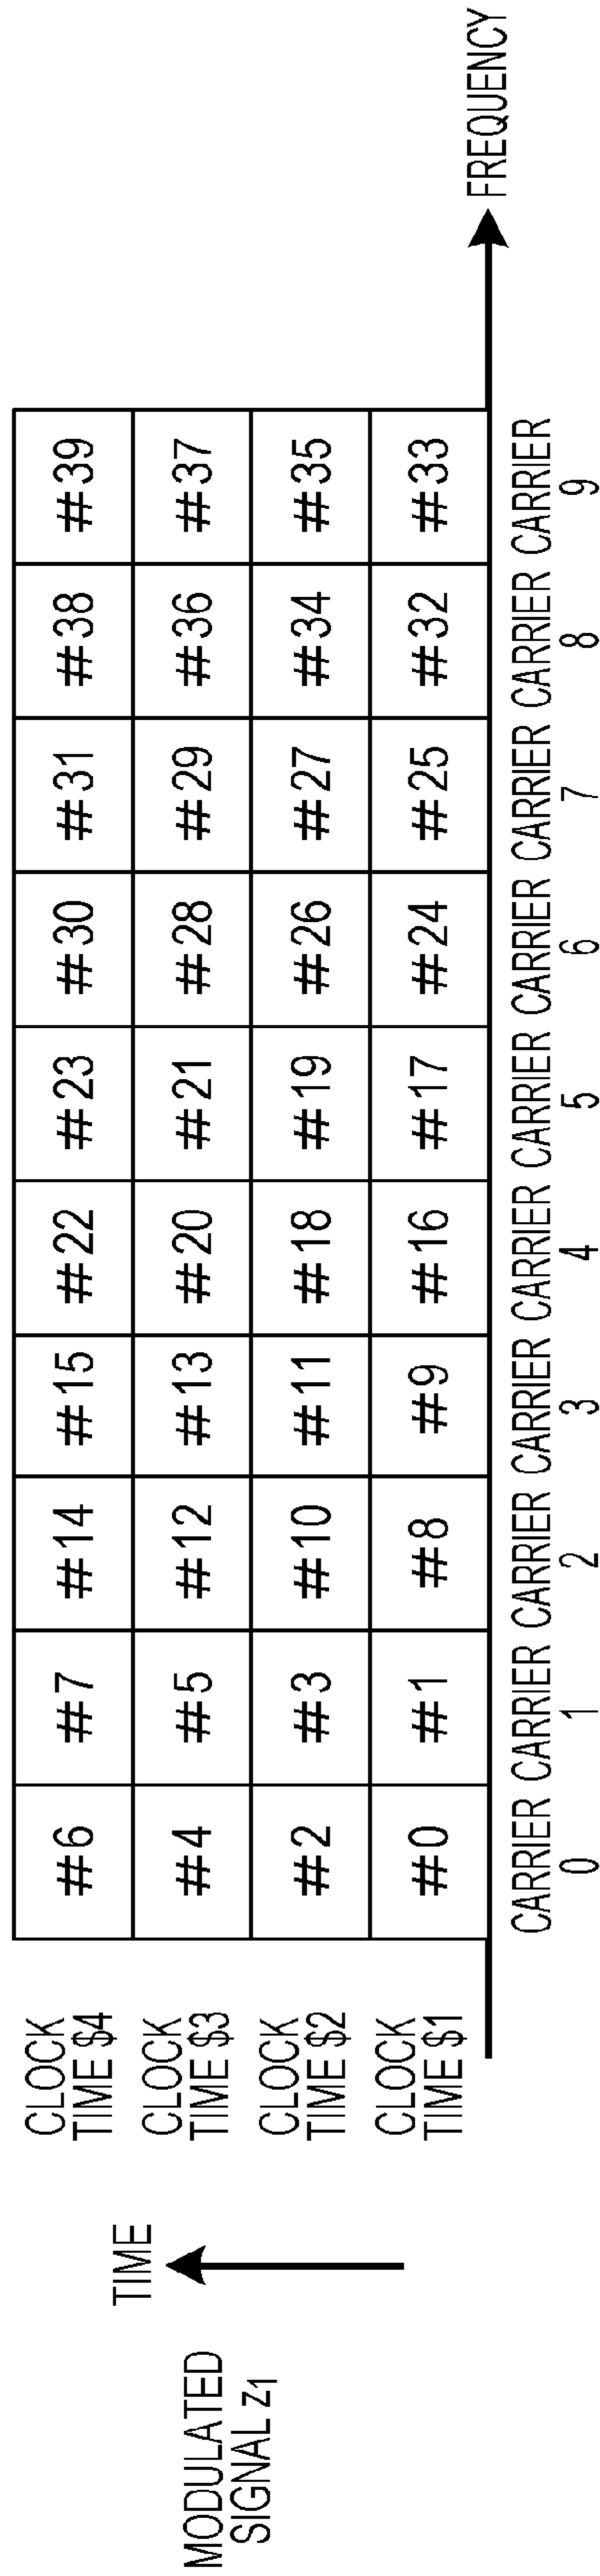 MODULATED
SIGNAL z1
TIME
CLOCK
TIME $4
#6 #7 #14 #15 #22 #23 #30 #31 #38 #39
CLOCK
TIME $3
#4 #5 #12 #13 #20 #21 #28 #29 #36 #37
CLOCK
TIME $2
#2 #3 #10 #11 #18 #19 #26 #27 #34 #35
CLOCK
TIME $1
#0 #1 #8 #9 #16 #17 #24 #25 #32 #33
FREQUENCY
CARRIER CARRIER CARRIER CARRIER CARRIER CARRIER CARRIER CARRIER CARRIER CARRIER
0 1 2 3 4 5 6 7 8 9